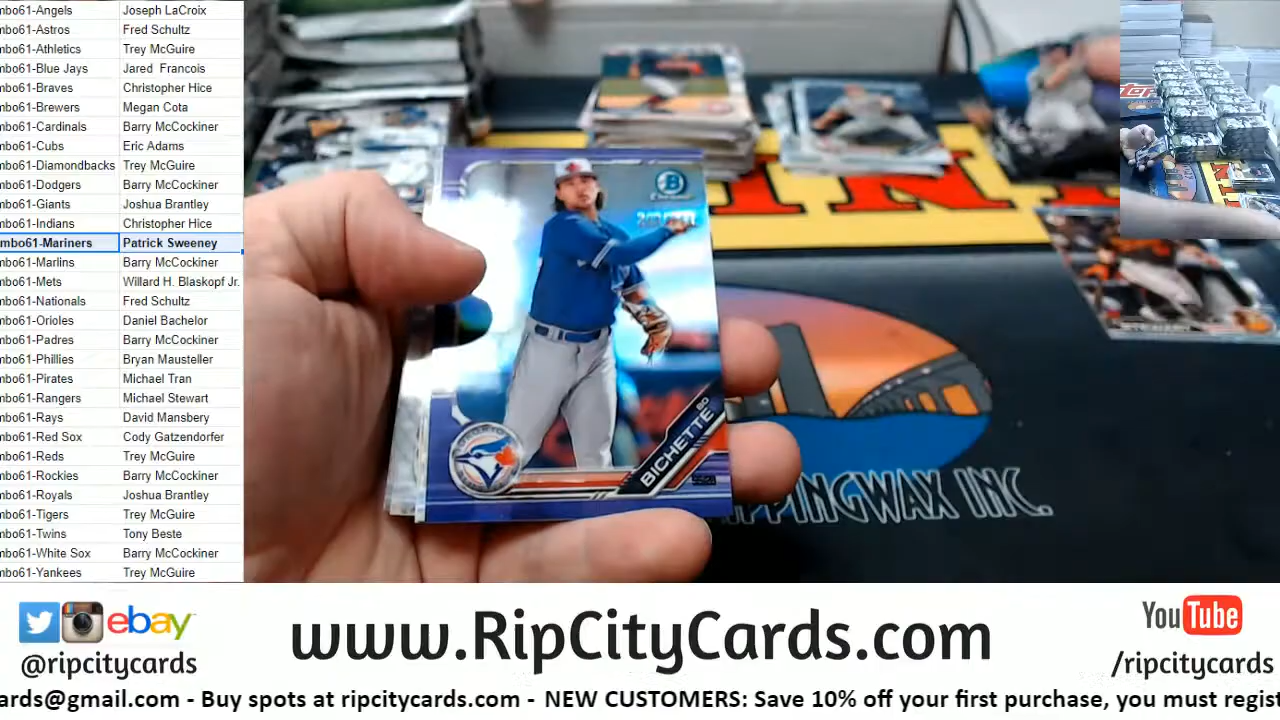 mbo61-Angels Joseph LaCroix
mbo61-Astros Fred Schultz
mbo61-Athletics Trey McGuire
mbo61-Blue Jays Jared Francois
mbo61-Braves Christopher Hice
mbo61-Brewers Megan Cota
mbo61-Cardinals Barry McCockiner
mbo61-Cubs Eric Adams
mbo61-Diamondbacks Trey McGuire
mbo61-Dodgers Barry McCockiner
mbo61-Giants Joshua Brantley
mbo61-Indians Christopher Hice
mbo61-Mariners Patrick Sweeney
mbo61-Marlins Barry McCockiner
mbo61-Mets Willard H. Blaskopf Jr.
mbo61-Nationals Fred Schultz
mbo61-Orioles Daniel Bachelor
mbo61-Padres Barry McCockiner
mbo61-Phillies Bryan Mausteller
mbo61-Pirates Michael Tran
mbo61-Rangers Michael Stewart
mbo61-Rays David Mansbery
mbo61-Red Sox Cody Gatzendorfer
mbo61-Reds Trey McGuire
mbo61-Rockies Barry McCockiner
mbo61-Royals Joshua Brantley
mbo61-Tigers Trey McGuire
mbo61-Twins Tony Beste
mbo61-White Sox Barry McCockiner
mbo61-Yankees Trey McGuire
B
BO
BICHETTE
IPPINGWAX INC.
ebay
@ripcitycards
www.RipCityCards.com
YouTube
/ripcitycards
ards@gmail.com - Buy spots at ripcitycards.com - NEW CUSTOMERS: Save 10% off your first purchase, you must regist